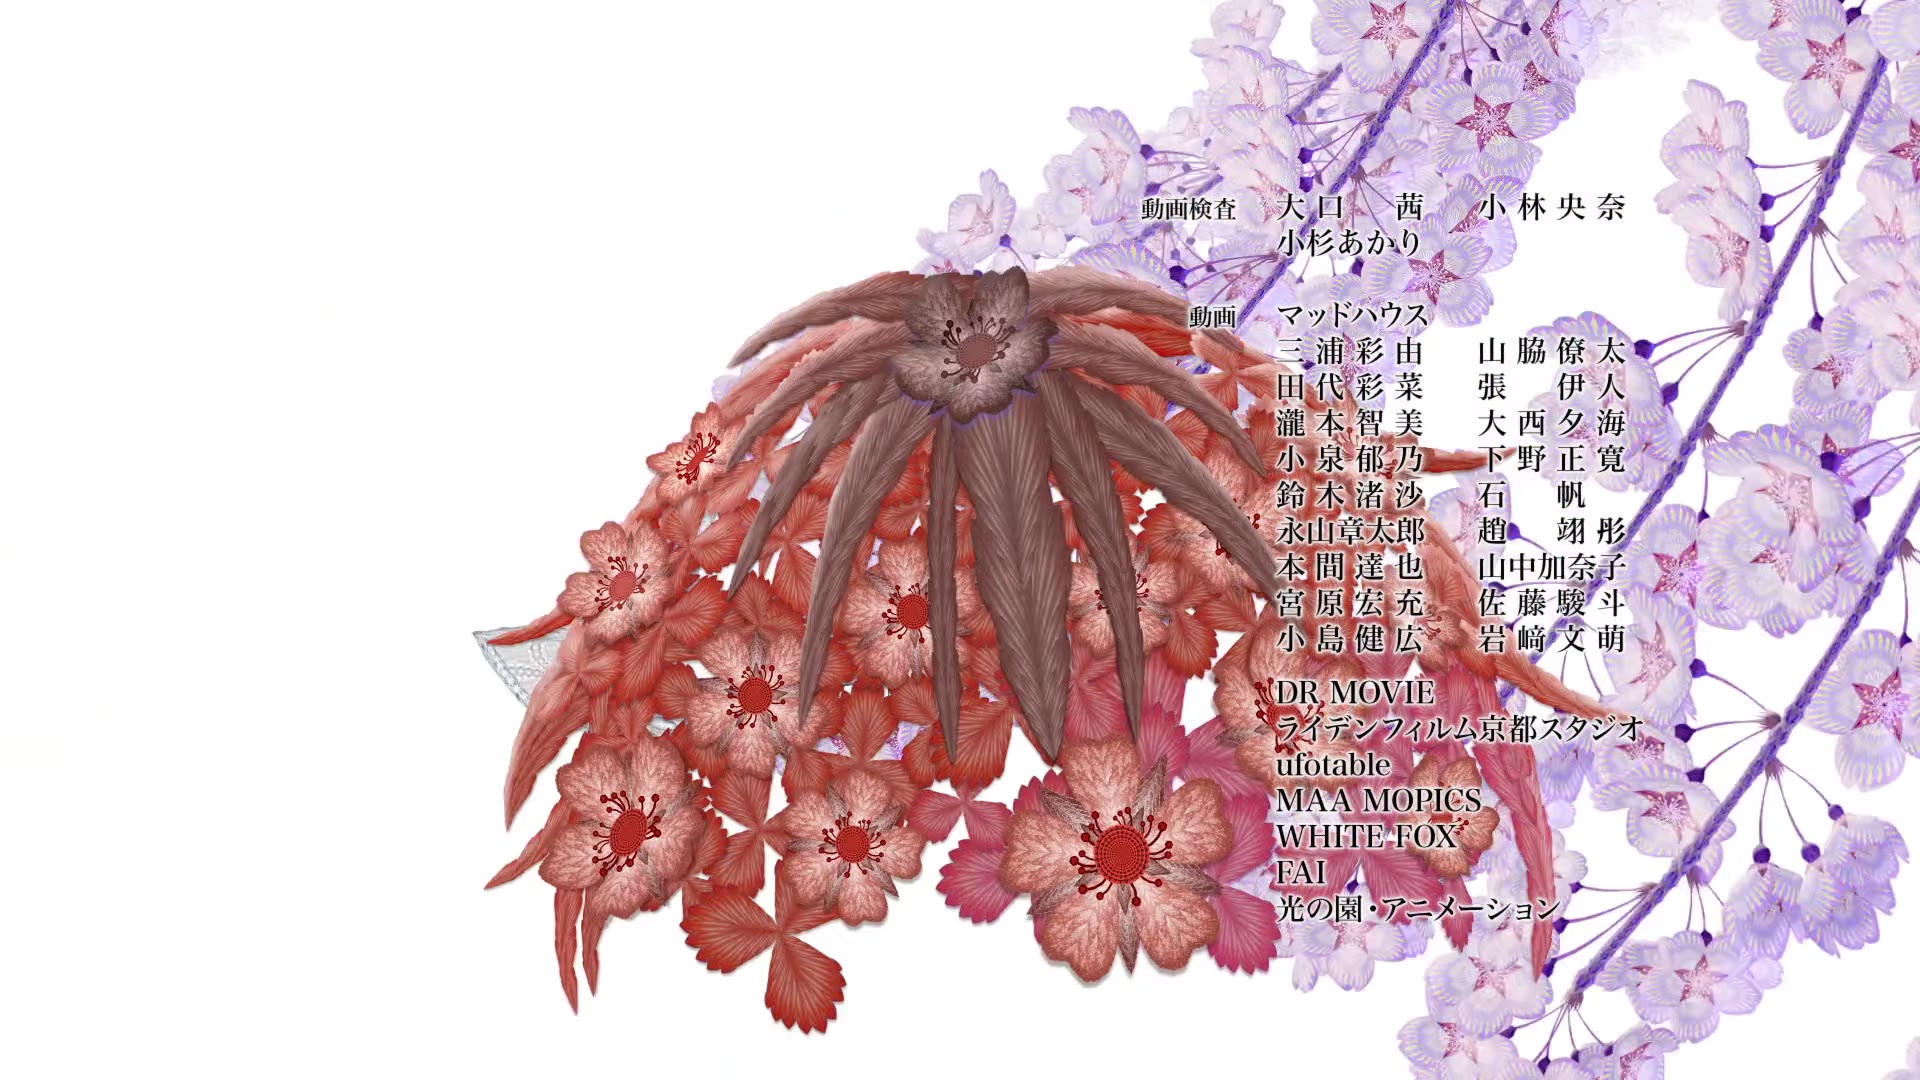 動画検査 大口 茜 小林央奈
小杉あかり
動画 マッドハウス
三浦彩由 山脇僚太
田代彩菜 張 伊人
瀧本智美 大西夕海
小泉郁乃 下野正寛
鈴木渚沙 石 帆
永山章太郎 趙 翊彤
本間達也 山中加奈子
宮原宏充 佐藤駿斗
小島健広 岩﨑文萌
DR MOVIE
ライデンフィルム京都スタジオ
ufotable
MAA MOPICS
WHITE FOX
FAI
光の園・アニメーション